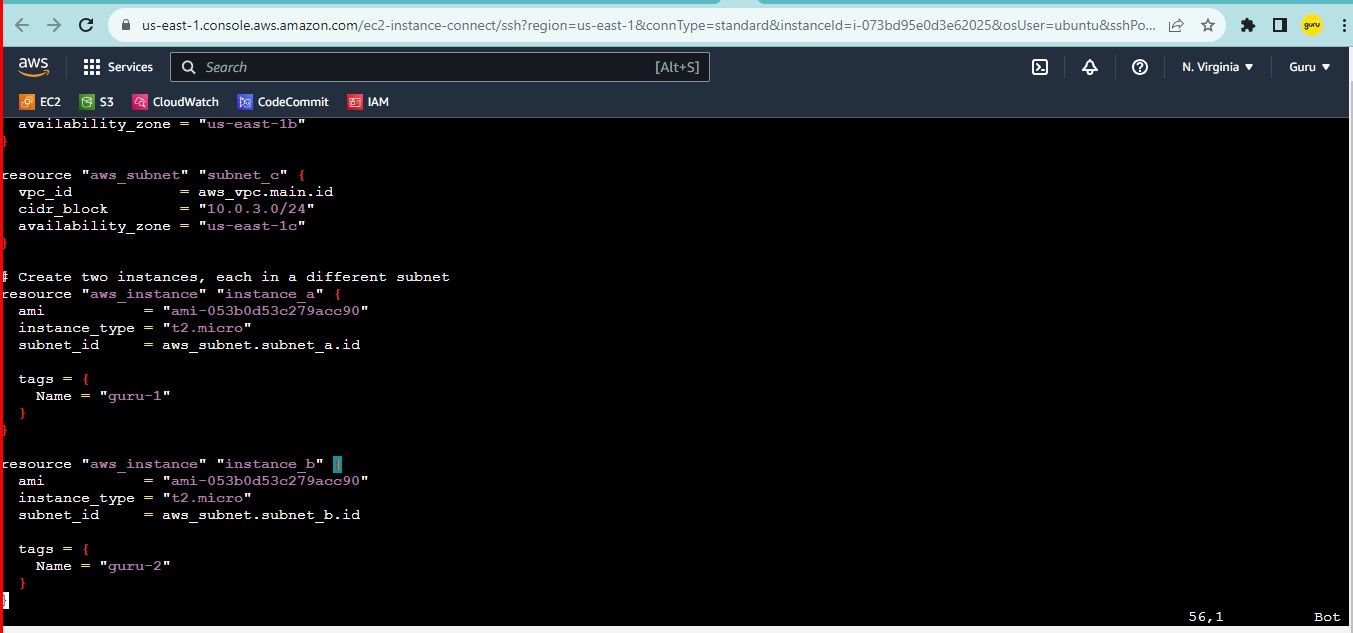 us-east-1.console.aws.amazon.com/ec2-instance-connect/ssh?region=us-east-1&connType=standard&instanceId=i-073bd95e0d3e62025&osUser=ubuntu&sshPo...
guru
aws
Services
Search
[Alt+S]
N. Virginia
Guru
EC2
S3
CloudWatch
CodeCommit
IAM
  availability_zone = "us-east-1b"
}
resource "aws_subnet" "subnet_c" {
  vpc_id            = aws_vpc.main.id
  cidr_block        = "10.0.3.0/24"
  availability_zone = "us-east-1c"
}
# Create two instances, each in a different subnet
resource "aws_instance" "instance_a" {
  ami           = "ami-053b0d53c279acc90"
  instance_type = "t2.micro"
  subnet_id     = aws_subnet.subnet_a.id
  tags = {
    Name = "guru-1"
  }
}
resource "aws_instance" "instance_b" {
  ami           = "ami-053b0d53c279acc90"
  instance_type = "t2.micro"
  subnet_id     = aws_subnet.subnet_b.id
  tags = {
    Name = "guru-2"
  }
}
56,1 Bot